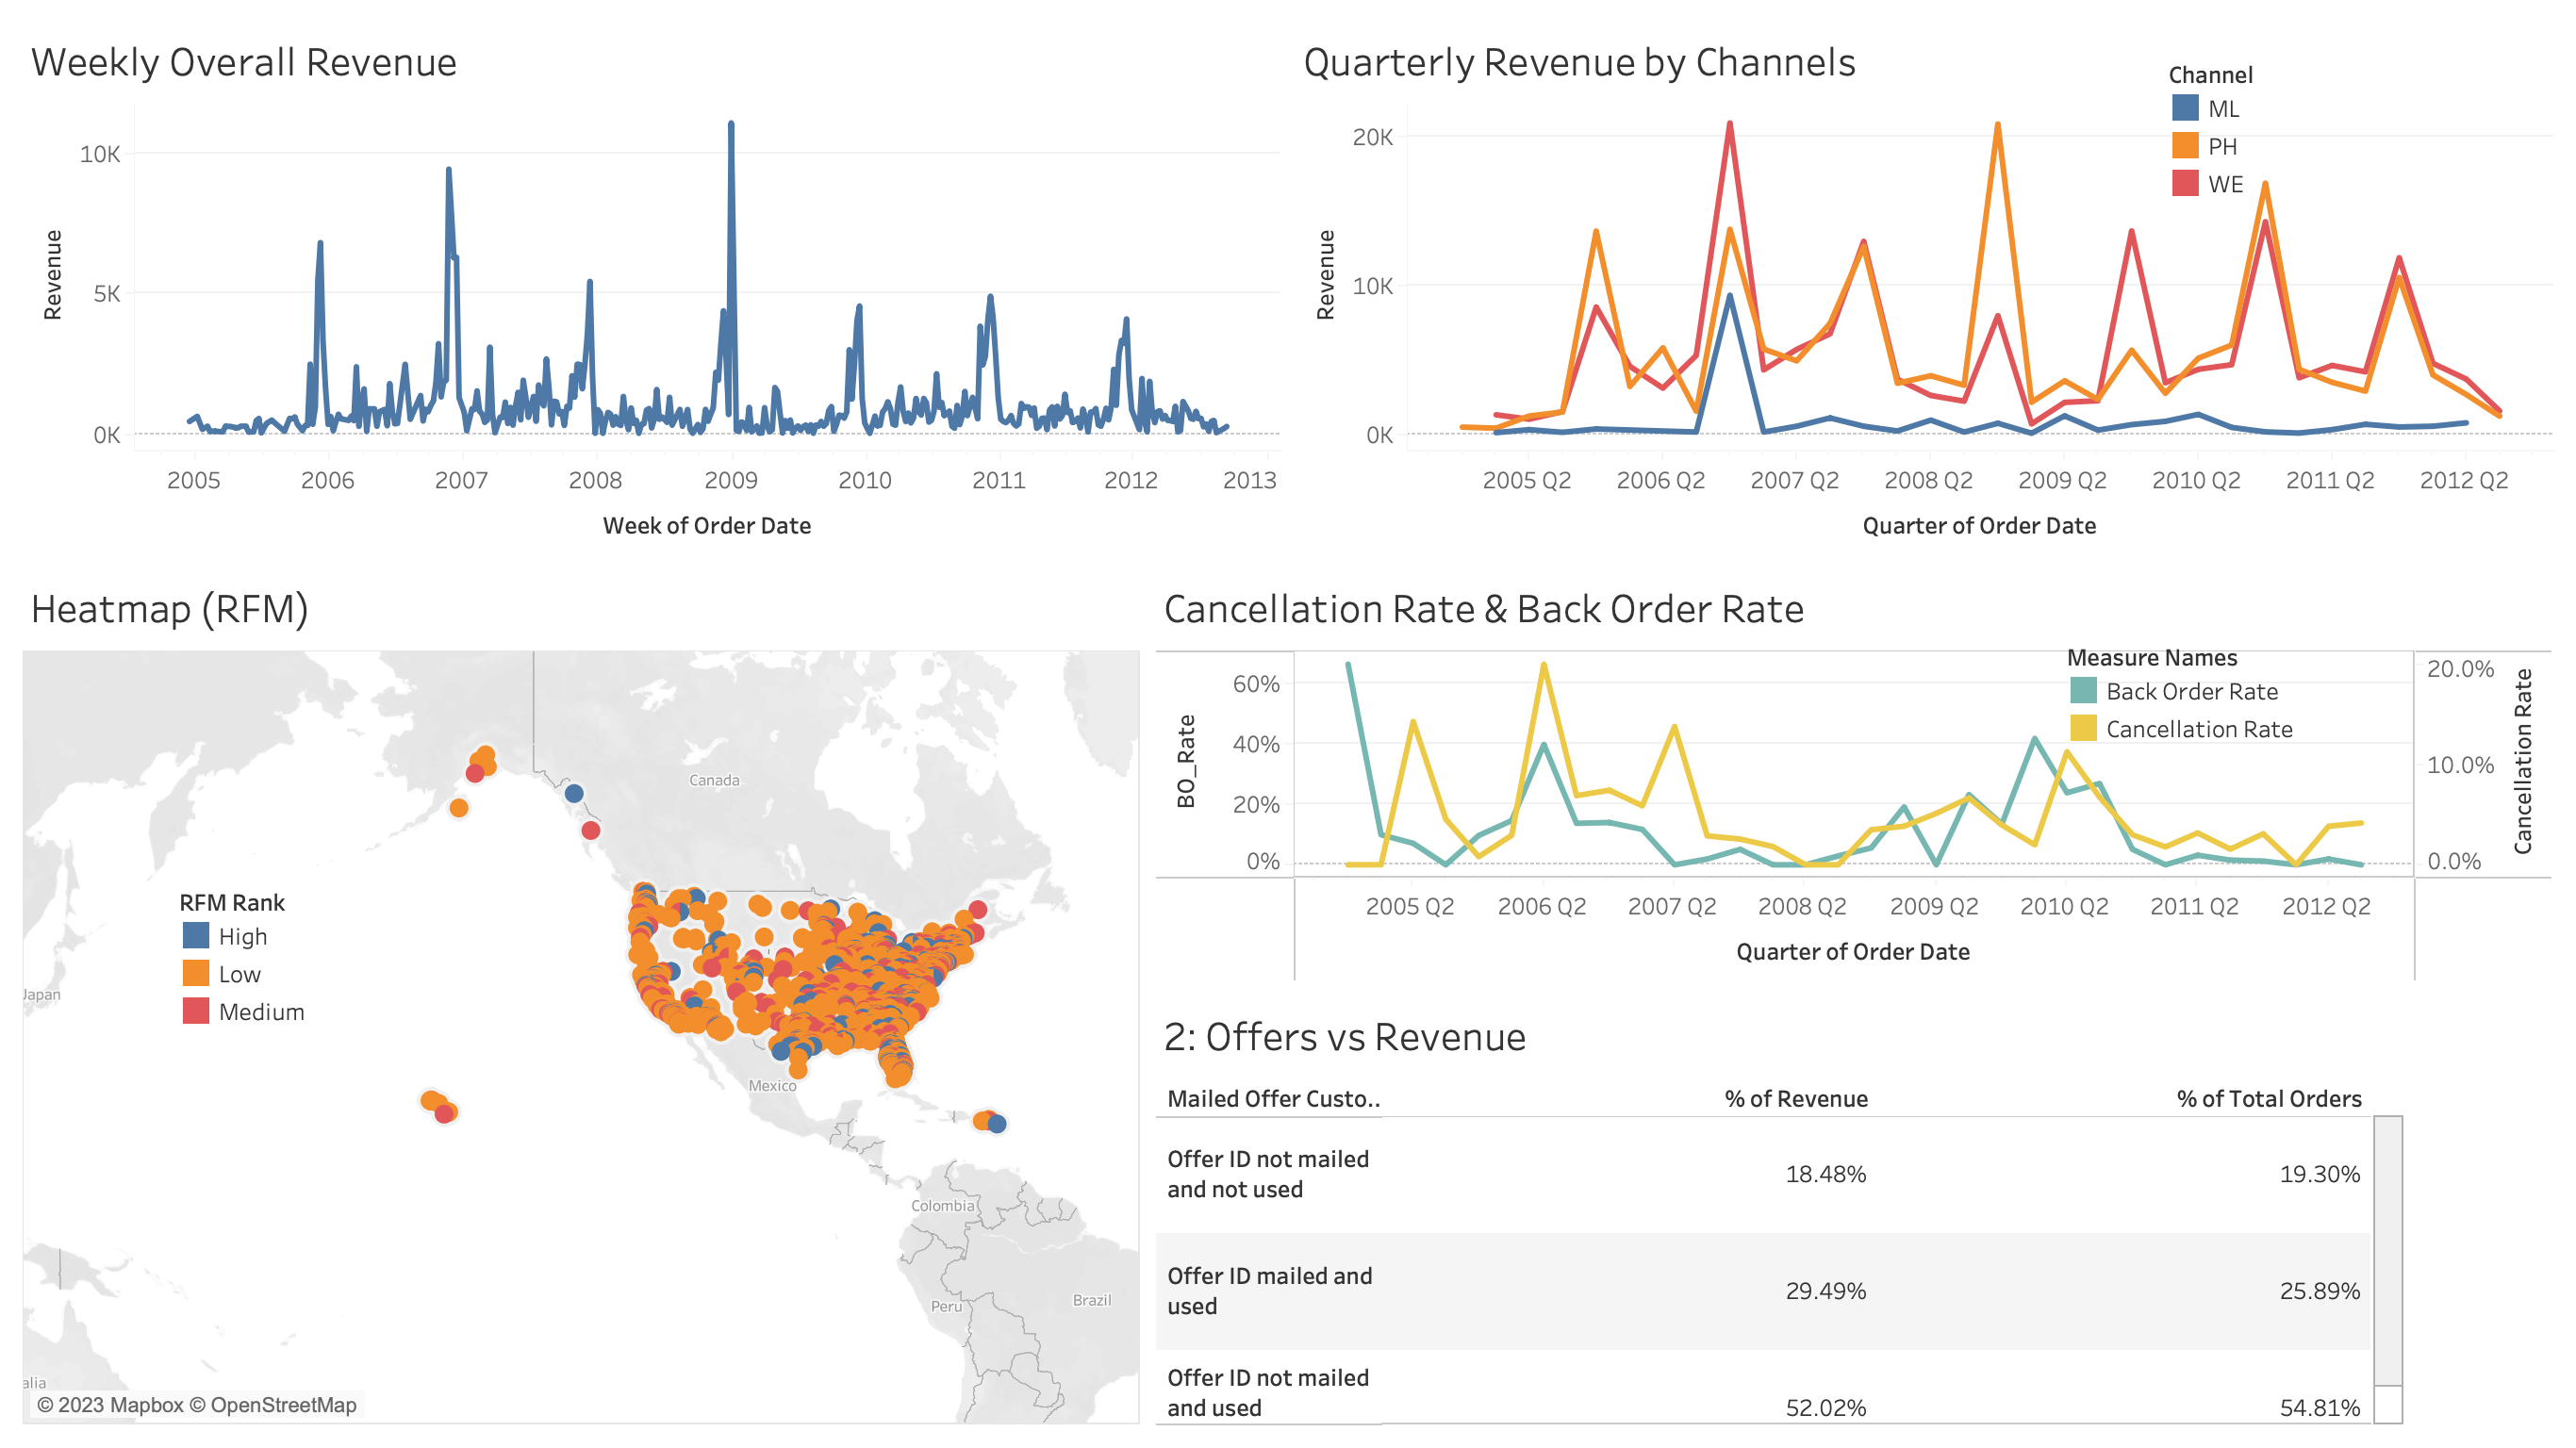 Weekly Overall Revenue
Revenue
10K
5K
0K
2005 2006 2007 2008 2009 2010 2011 2012 2013
Week of Order Date
Quarterly Revenue by Channels
Channel
ML
PH
WE
Revenue
20K
10K
0K
2005 Q2 2006 Q2 2007 Q2 2008 Q2 2009 Q2 2010 Q2 2011 Q2 2012 Q2
Quarter of Order Date
Heatmap (RFM)
RFM Rank
High
Low
Medium
Canada
Japan
Mexico
Colombia
Peru
Brazil
alia
© 2023 Mapbox © OpenStreetMap
Cancellation Rate & Back Order Rate
Measure Names
Back Order Rate
Cancellation Rate
BO_Rate
60%
40%
20%
0%
20.0%
10.0%
0.0%
Cancellation Rate
2005 Q2 2006 Q2 2007 Q2 2008 Q2 2009 Q2 2010 Q2 2011 Q2 2012 Q2
Quarter of Order Date
2: Offers vs Revenue
Mailed Offer Custo.. % of Revenue % of Total Orders
Offer ID not mailed
and not used 18.48% 19.30%
Offer ID mailed and
used 29.49% 25.89%
Offer ID not mailed
and used 52.02% 54.81%